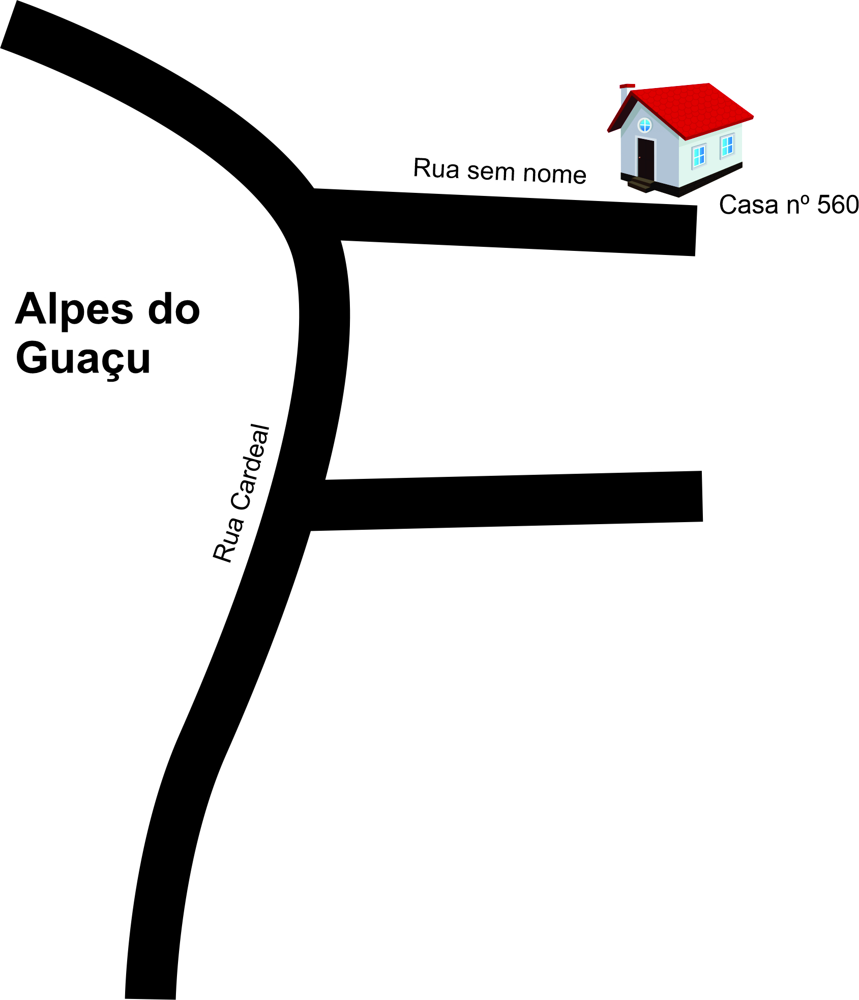 Rua sem nome
Casa nº 560
Alpes do
Guaçu
Rua Cardeal